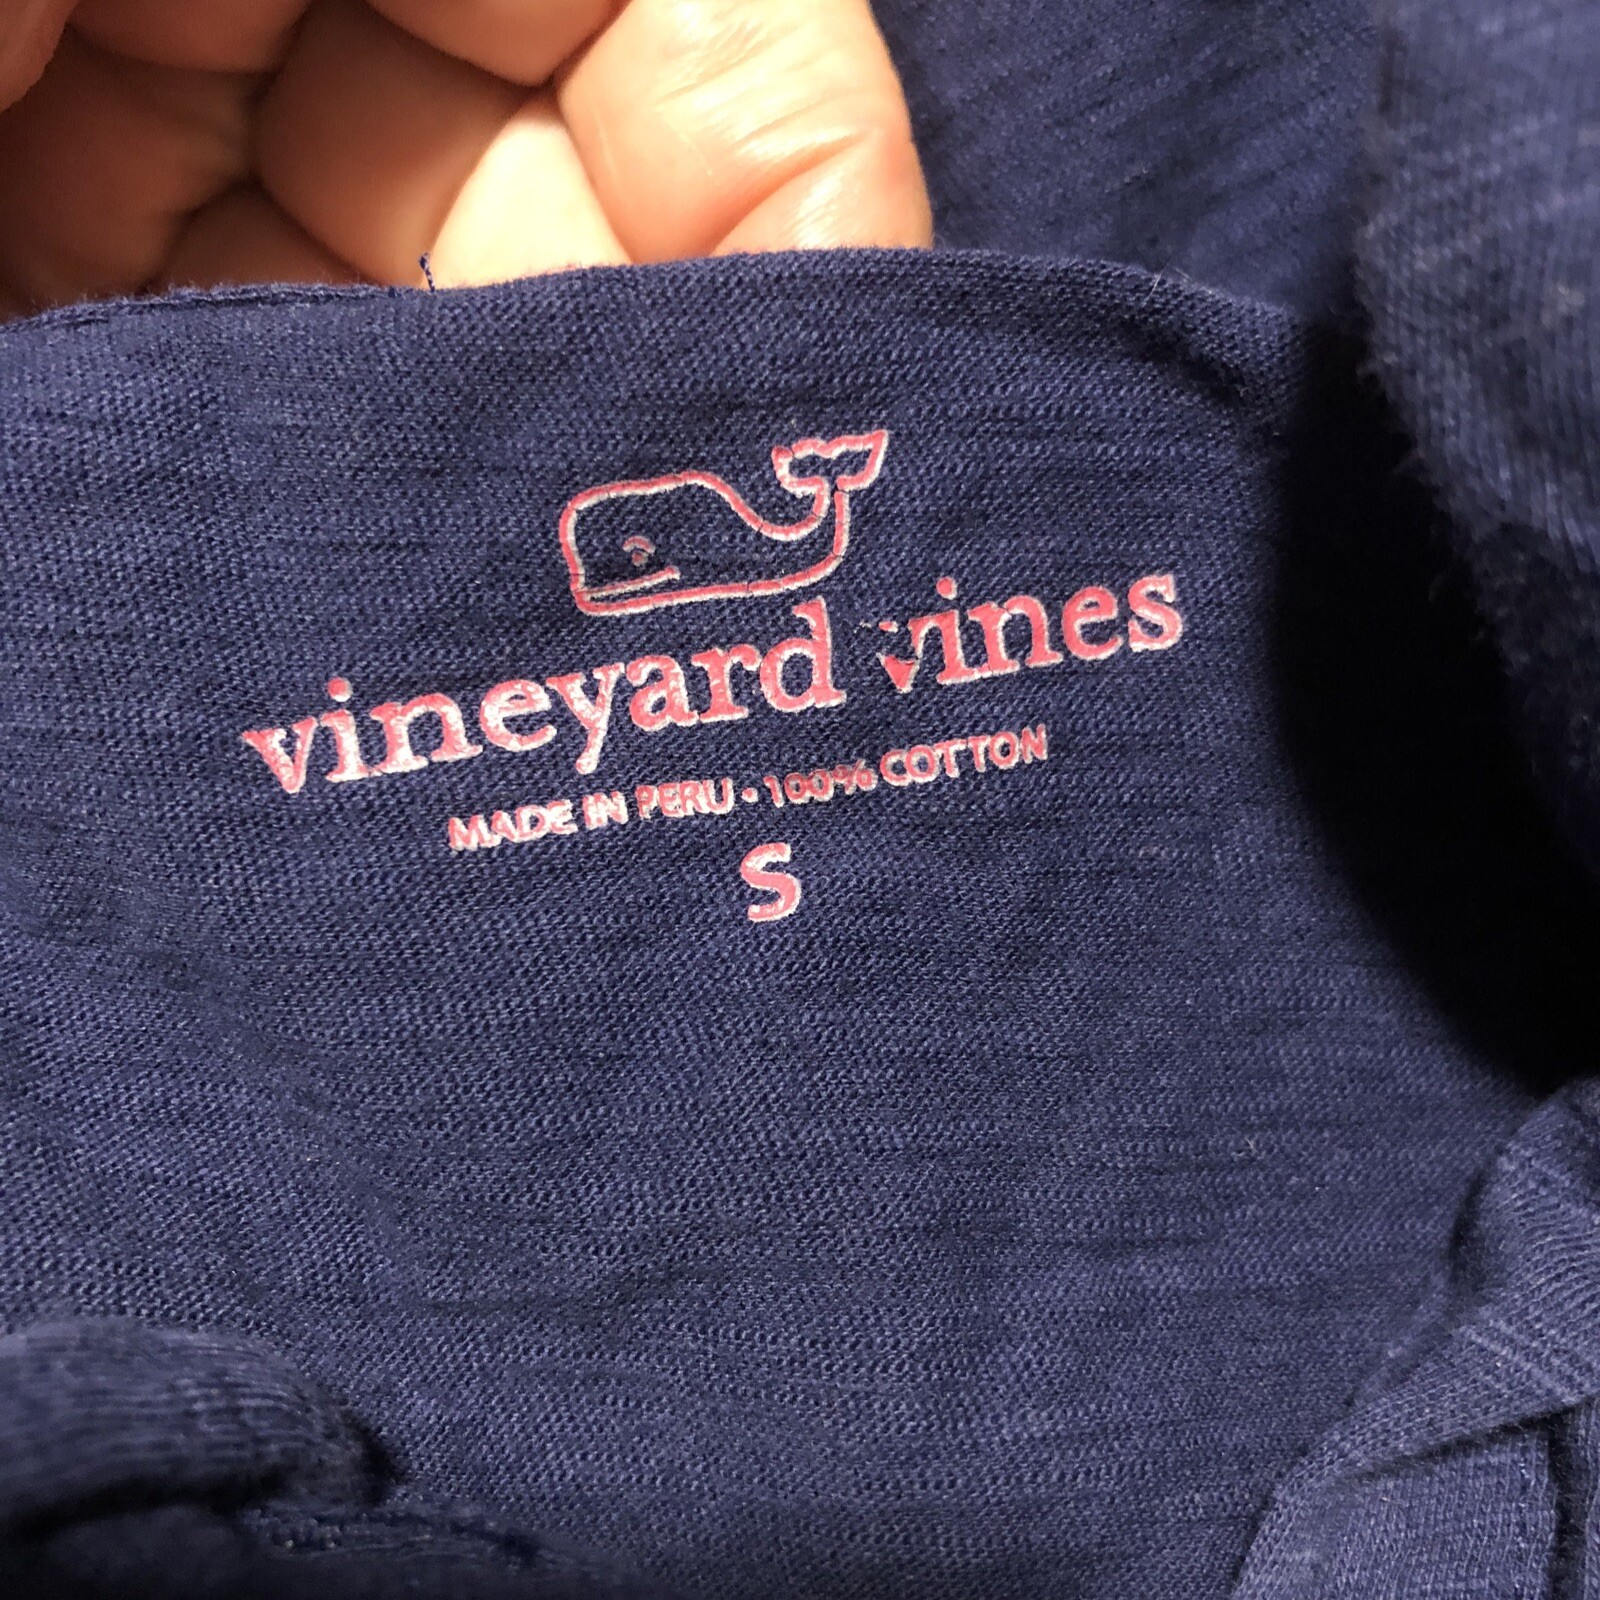 vineyard vines
MADE IN PERU • 100% COTTON
S